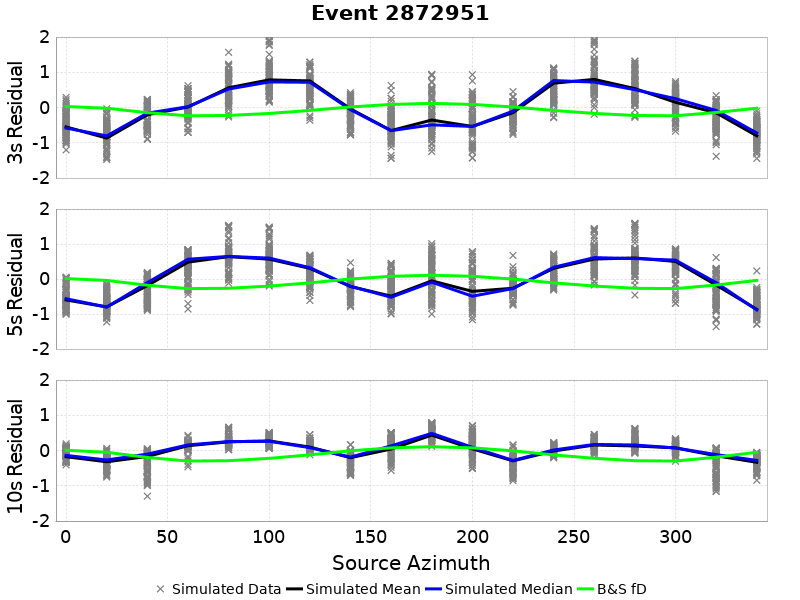 Event 2872951
3s Residual
2
1
0
-1
-2
5s Residual
2
1
0
-1
-2
10s Residual
2
1
0
-1
-2
0 50 100 150 200 250 300
Source Azimuth
Simulated Data Simulated Mean Simulated Median B&S fD